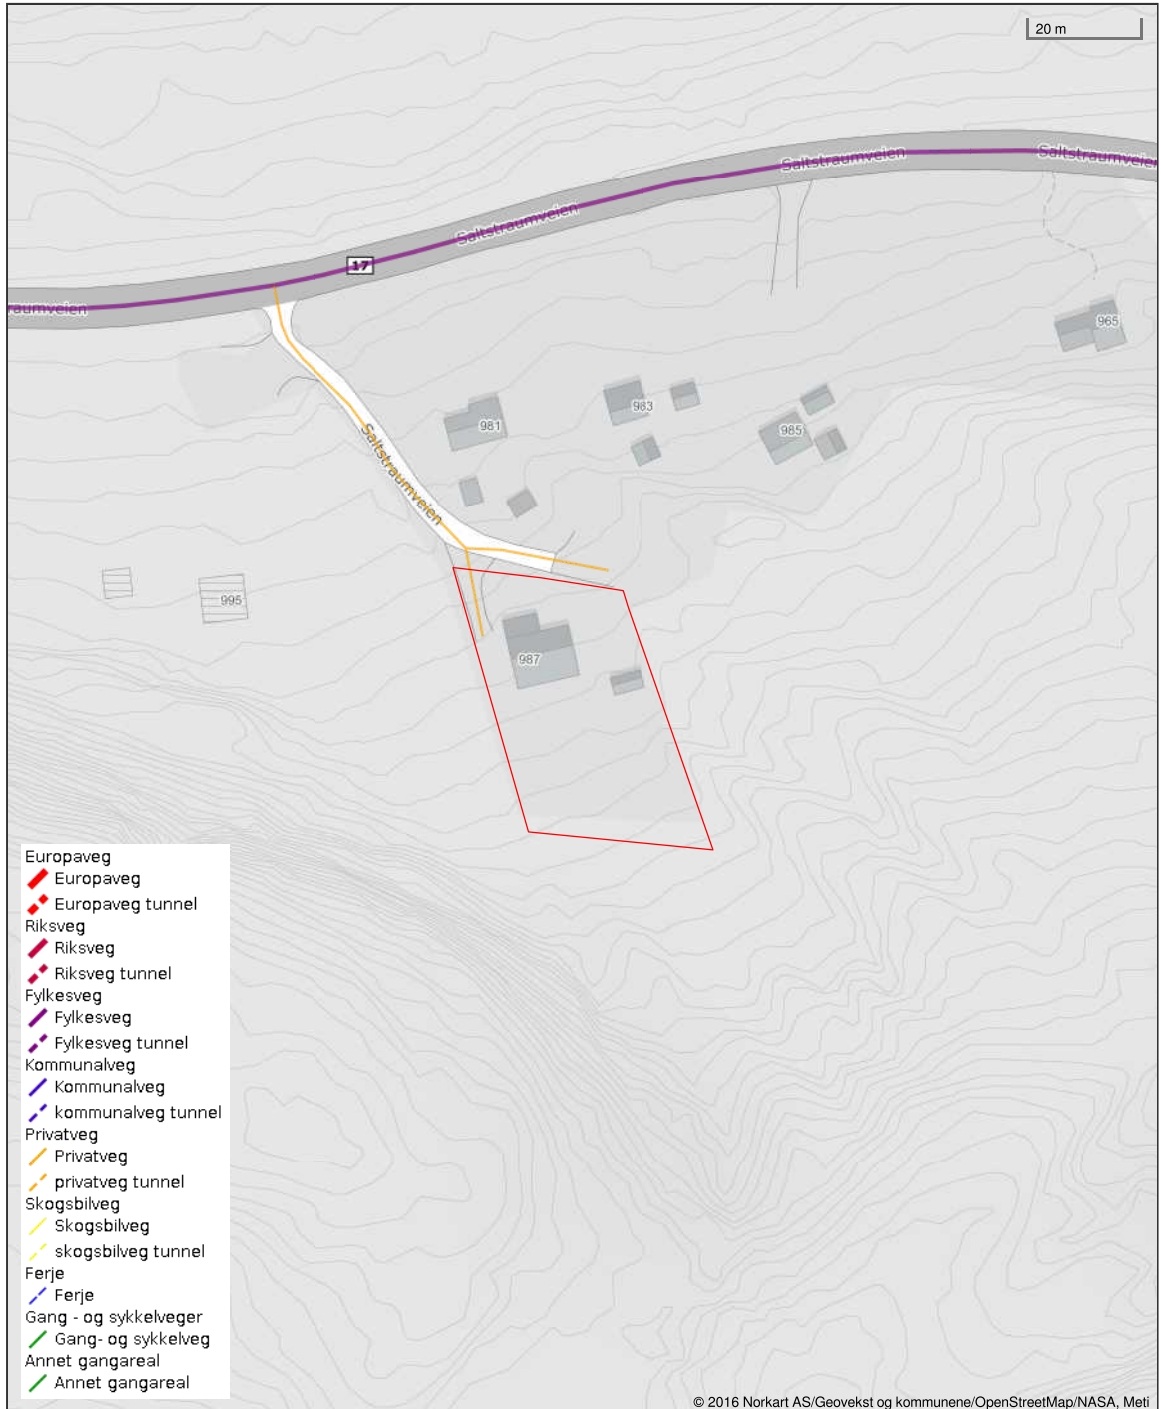 20 m
Saltstraumveien
Saltstraumveien
Saltstraumveien
17
raumveien
965
983
981
985
Saltstraumveien
995
987
Europaveg
Europaveg
Europaveg tunnel
Riksveg
Riksveg
Riksveg tunnel
Fylkesveg
Fylkesveg
Fylkesveg tunnel
Kommunalveg
Kommunalveg
kommunalveg tunnel
Privatveg
Privatveg
privatveg tunnel
Skogsbilveg
Skogsbilveg
skogsbilveg tunnel
Ferje
Ferje
Gang - og sykkelveger
Gang- og sykkelveg
Annet gangareal
Annet gangareal
© 2016 Norkart AS/Geovekst og kommunene/OpenStreetMap/NASA, Meti